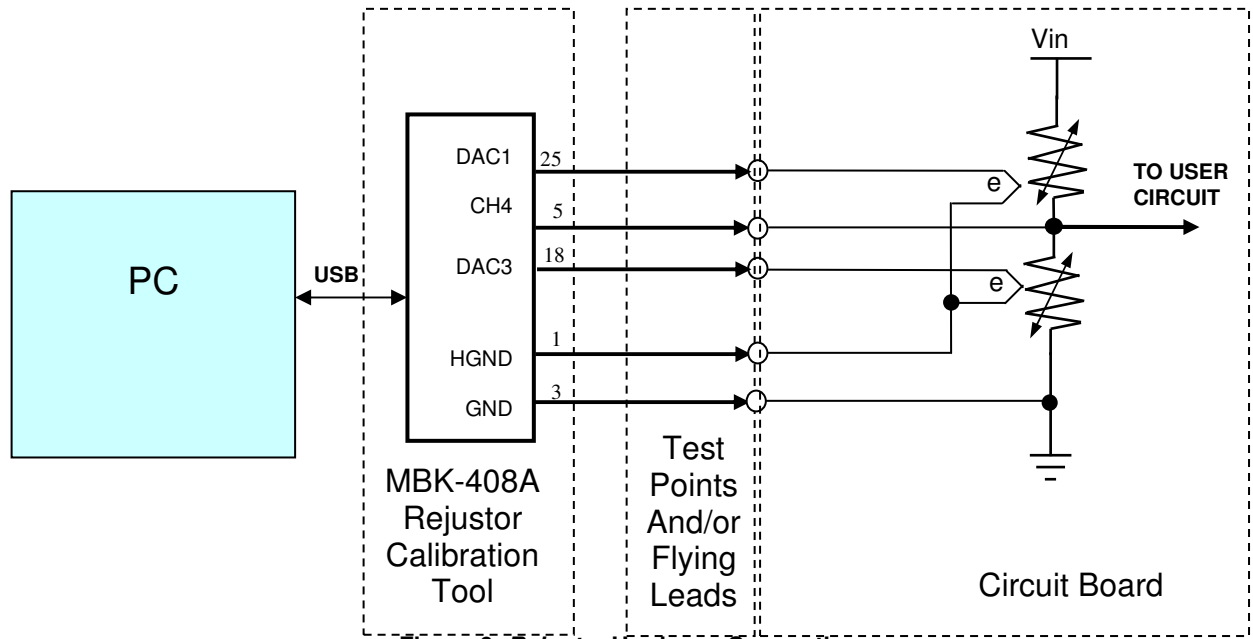 PC
USB
DAC1
CH4
DAC3
HGND
GND
25
5
18
1
3
MBK-408A
Rejustor
Calibration
Tool
Test
Points
And/or
Flying
Leads
Vin
e
e
TO USER
CIRCUIT
Circuit Board